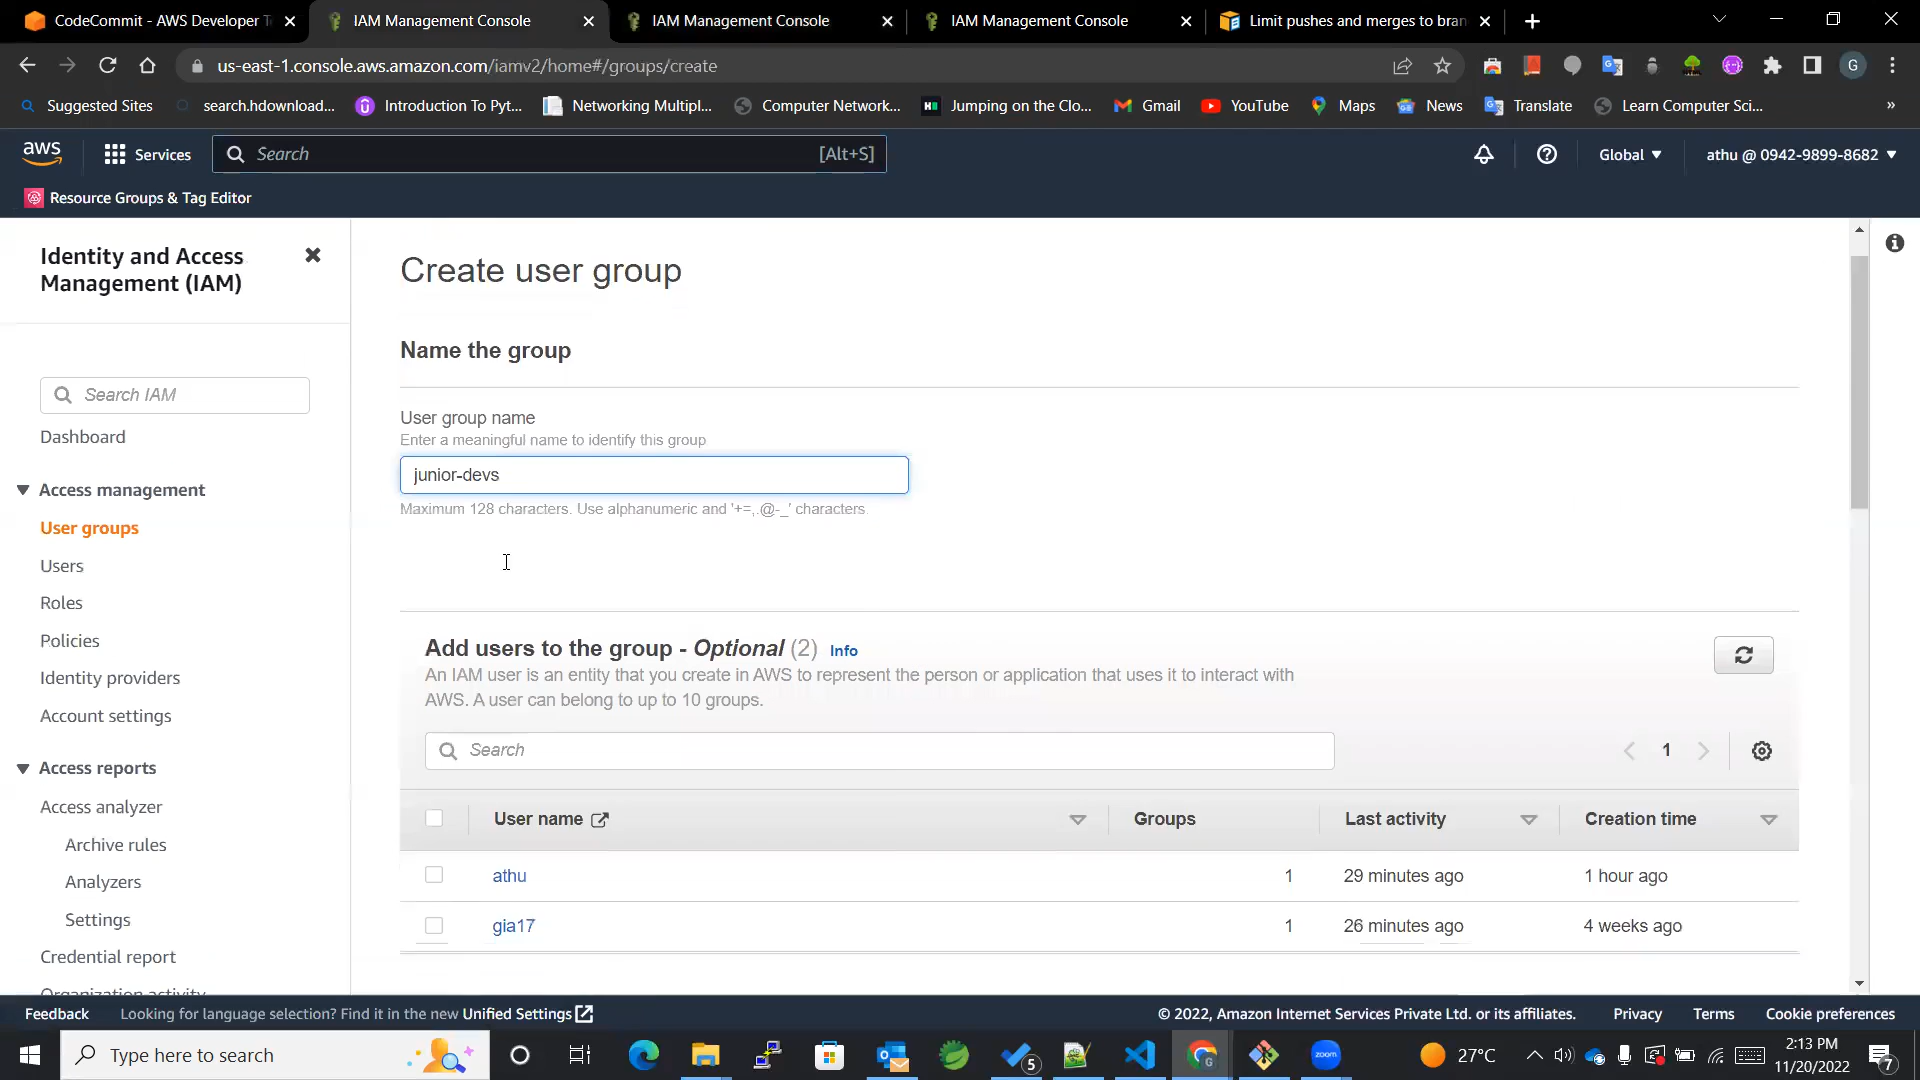 CodeCommit - AWS Developer T
IAM Management Console
IAM Management Console
IAM Management Console
Limit pushes and merges to bran
us-east-1.console.aws.amazon.com/iamv2/home#/groups/create
G
Suggested Sites
search.hdownload...
Introduction To Pyt...
Networking Multipl...
Computer Network...
Jumping on the Clo...
Gmail
YouTube
Maps
News
Translate
Learn Computer Sci...
»
aws
Services
Search
[Alt+S]
Global
athu @ 0942-9899-8682
Resource Groups & Tag Editor
Identity and Access
Management (IAM)
Search IAM
Dashboard
Access management
User groups
Users
Roles
Policies
Identity providers
Account settings
Access reports
Access analyzer
Archive rules
Analyzers
Settings
Credential report
Organization activity
Create user group
Name the group
User group name
Enter a meaningful name to identify this group
junior-devs
Maximum 128 characters. Use alphanumeric and '+=,.@-_' characters.
Add users to the group - Optional (2) Info
An IAM user is an entity that you create in AWS to represent the person or application that uses it to interact with
AWS. A user can belong to up to 10 groups.
Search
1
User name
Groups
Last activity
Creation time
athu
1
29 minutes ago
1 hour ago
gia17
1
26 minutes ago
4 weeks ago
Feedback
Looking for language selection? Find it in the new Unified Settings
© 2022, Amazon Internet Services Private Ltd. or its affiliates.
Privacy
Terms
Cookie preferences
Type here to search
5
G
zoom
27°C
2:13 PM
11/20/2022
7